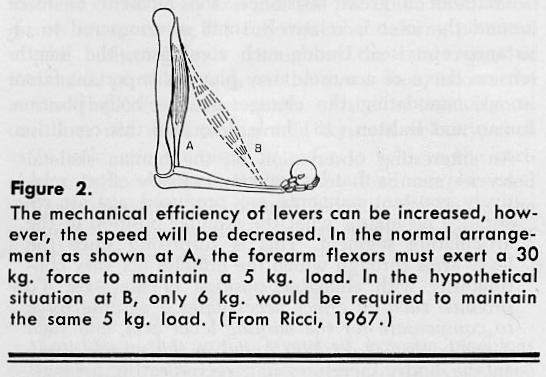 A
B
Figure 2.
The mechanical efficiency of levers can be increased, how-
ever, the speed will be decresed. In the normal arrange-
ment as shown at A, the forearm flexors must exert a 30
kg. force to maintain a 5 kg. load. In the hypothetical
situation at B, only 6 kg. would be required to maintain
the same 5 kg. load. (From Ricci, 1967.)